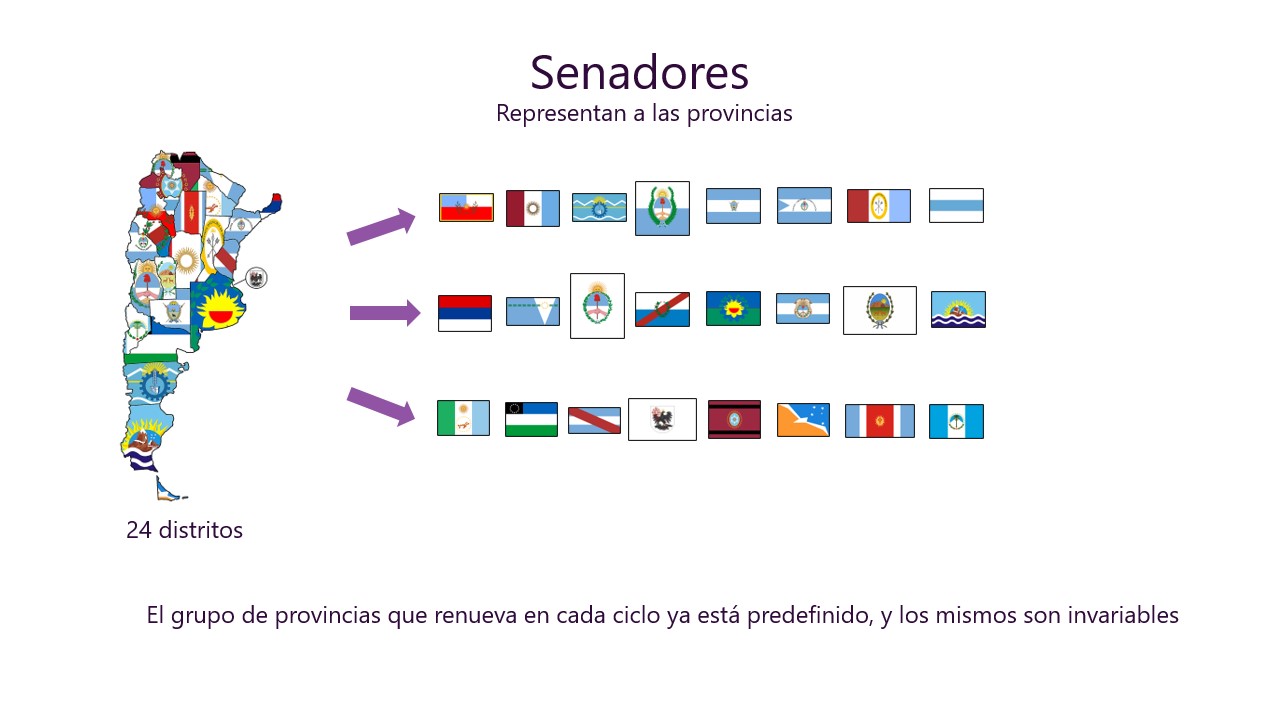 Senadores
Representan a las provincias
24 distritos
El grupo de provincias que renueva en cada ciclo ya está predefinido, y los mismos son invariables